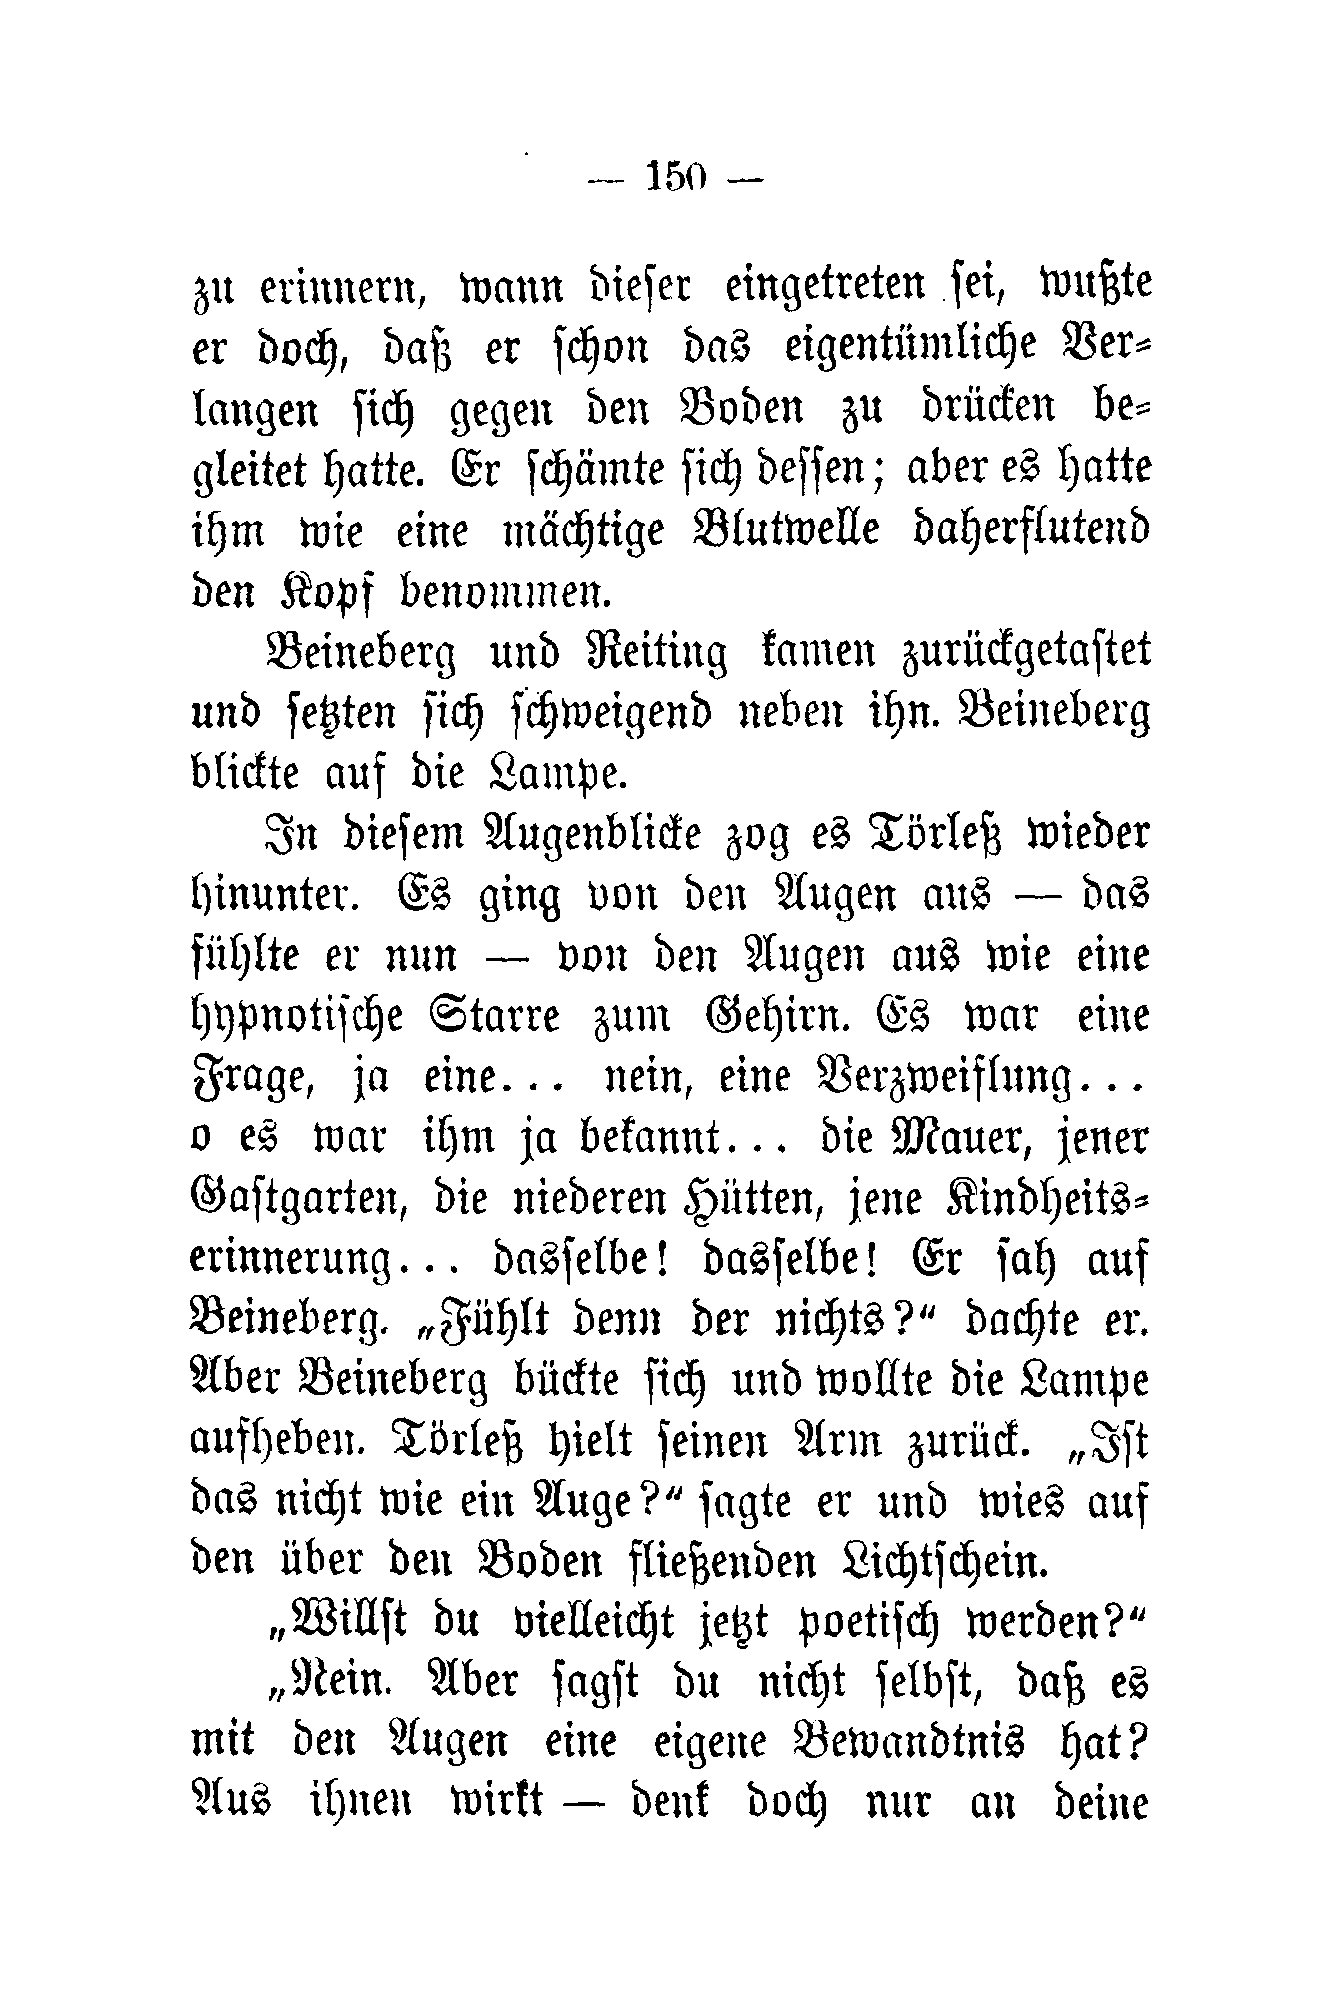 — 150 —
zu erinnern, wann dieser eingetreten sei, wußte
er doch, daß er schon das eigentümliche Ver-
langen sich gegen den Boden zu drücken be-
gleitet hatte. Er schämte sich dessen; aber es hatte
ihm wie eine mächtige Blutwelle daherflutend
den Kopf benommen.
Beineberg und Reiting kamen zurückgetastet
und setzten sich schweigend neben ihn. Beineberg
blickte auf die Lampe.
In diesem Augenblicke zog es Törleß wieder
hinunter. Es ging von den Augen aus — das
fühlte er nun — von den Augen aus wie eine
hypnotische Starre zum Gehirn. Es war eine
Frage, ja eine... nein, eine Verzweiflung...
o es war ihm ja bekannt... die Mauer, jener
Gastgarten, die niederen Hütten, jene Kindheits-
erinnerung... dasselbe! dasselbe! Er sah auf
Beineberg. „Fühlt denn der nichts?“ dachte er.
Aber Beineberg bückte sich und wollte die Lampe
aufheben. Törleß hielt seinen Arm zurück. „Ist
das nicht wie ein Auge?“ sagte er und wies auf
den über den Boden fließenden Lichtschein.
„Willst du vielleicht jetzt poetisch werden?“
„Nein. Aber sagst du nicht selbst, daß es
mit den Augen eine eigene Bewandtnis hat?
Aus ihnen wirkt — denk doch nur an deine